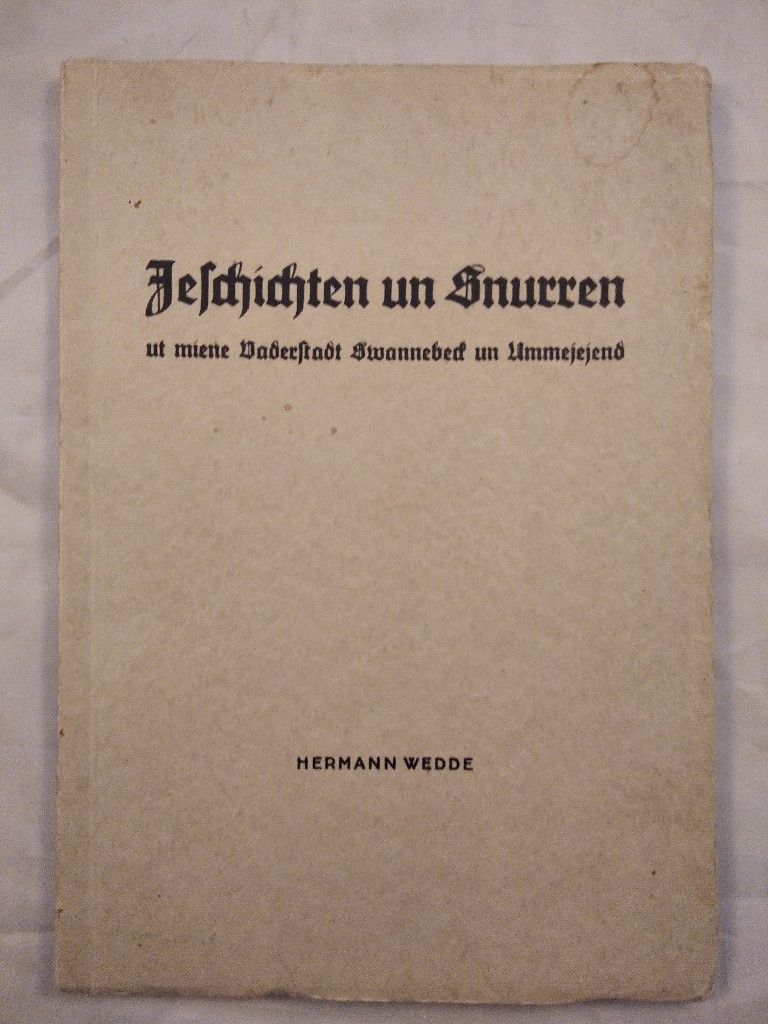 Jeschichten un Snurren
ut miene Vaderstadt Swannebeck un Ummejejend
HERMANN WEDDE